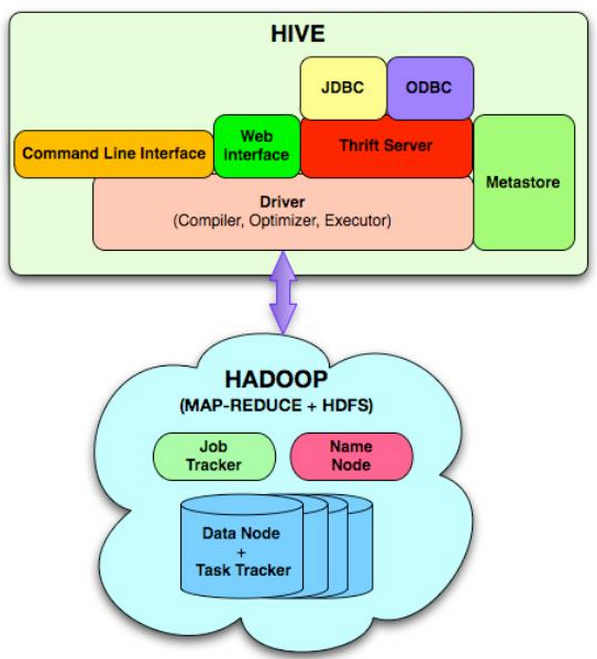 HIVE
JDBC
ODBC
Command Line Interface
Web
Interface
Thrift Server
Metastore
Driver
(Compiler, Optimizer, Executor)
HADOOP
(MAP-REDUCE + HDFS)
Job
Tracker
Name
Node
Data Node
+
Task Tracker